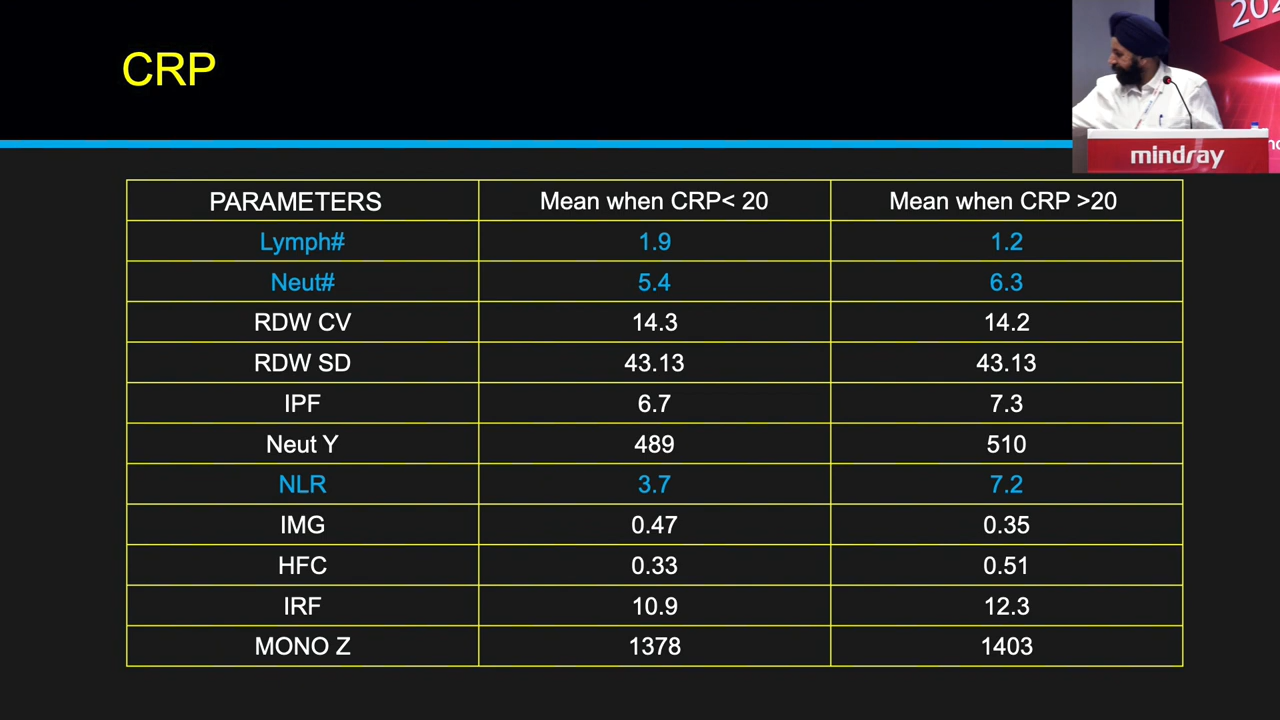 CRP
202
mindray
PARAMETERS Mean when CRP< 20 Mean when CRP >20
Lymph# 1.9 1.2
Neut# 5.4 6.3
RDW CV 14.3 14.2
RDW SD 43.13 43.13
IPF 6.7 7.3
Neut Y 489 510
NLR 3.7 7.2
IMG 0.47 0.35
HFC 0.33 0.51
IRF 10.9 12.3
MONO Z 1378 1403